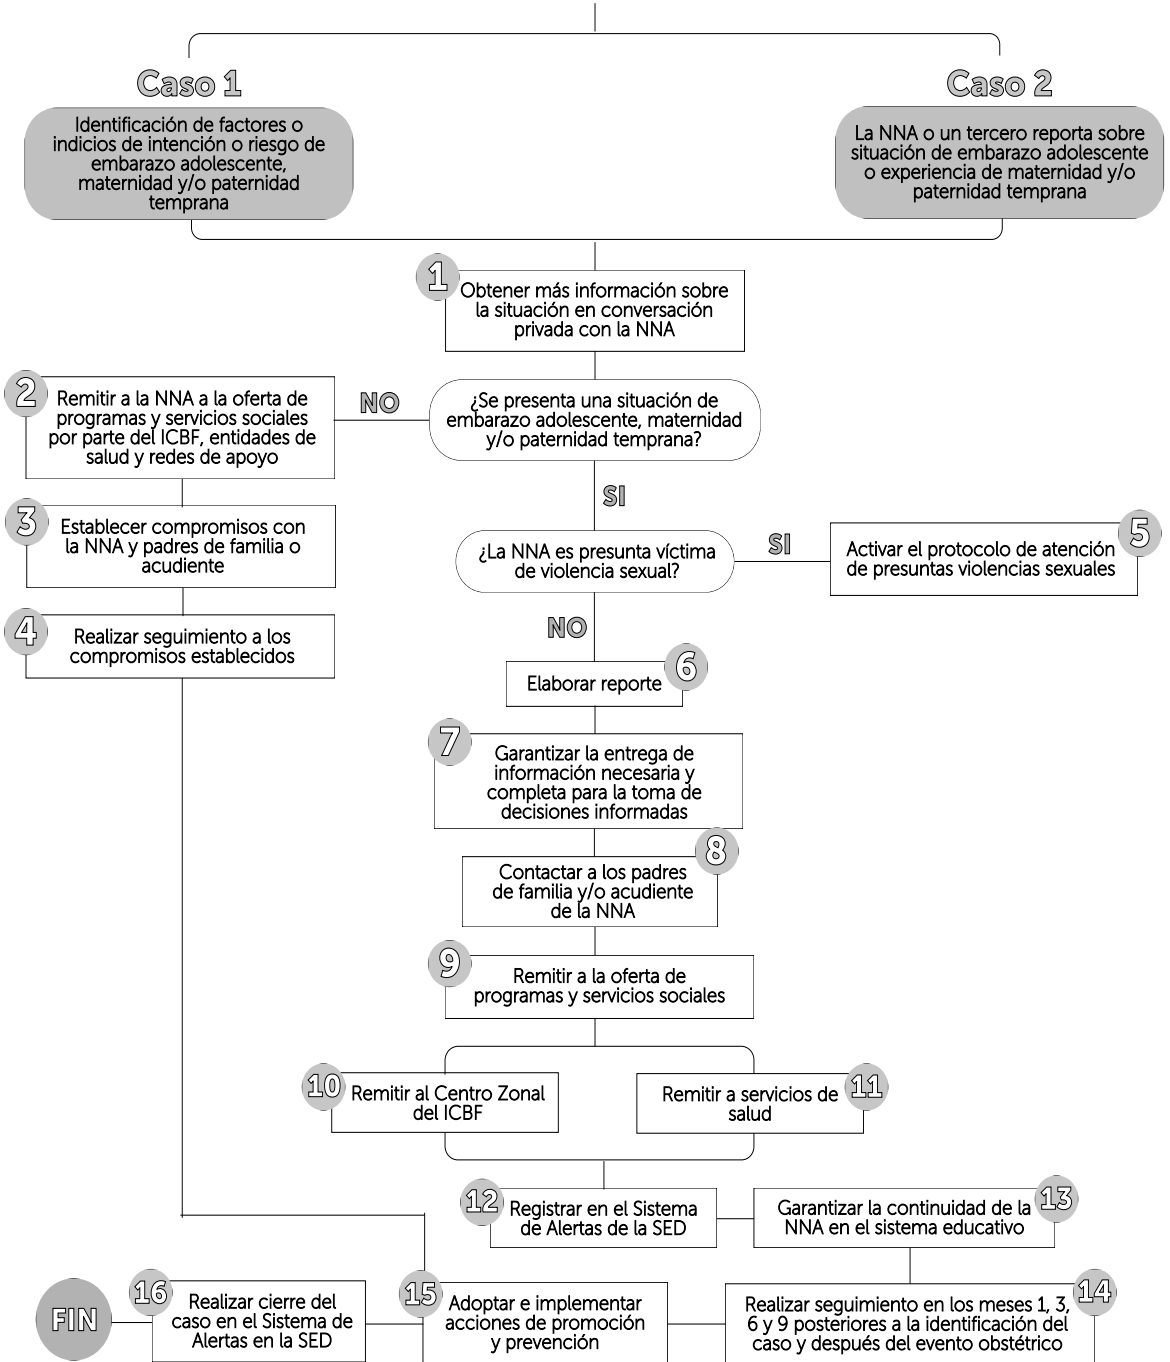 Caso 1
Identificación de factores o
indicios de intención o riesgo de
embarazo adolescente,
maternidad y/o paternidad
temprana
Caso 2
La NNA o un tercero reporta sobre
situación de embarazo adolescente
o experiencia de maternidad y/o
paternidad temprana
1
Obtener más información sobre
la situación en conversación
privada con la NNA
¿Se presenta una situación de
embarazo adolescente, maternidad
y/o paternidad temprana?
NO
2
Remitir a la NNA a la oferta de
programas y servicios sociales
por parte del ICBF, entidades de
salud y redes de apoyo
3
Establecer compromisos con
la NNA y padres de familia o
acudiente
4
Realizar seguimiento a los
compromisos establecidos
SI
¿La NNA es presunta víctima
de violencia sexual?
SI
5
Activar el protocolo de atención
de presuntas violencias sexuales
NO
6
Elaborar reporte
7
Garantizar la entrega de
información necesaria y
completa para la toma de
decisiones informadas
8
Contactar a los padres
de familia y/o acudiente
de la NNA
9
Remitir a la oferta de
programas y servicios sociales
10
Remitir al Centro Zonal
del ICBF
11
Remitir a servicios de
salud
12
Registrar en el Sistema
de Alertas de la SED
13
Garantizar la continuidad de la
NNA en el sistema educativo
14
Realizar seguimiento en los meses 1, 3,
6 y 9 posteriores a la identificación del
caso y después del evento obstétrico
15
Adoptar e implementar
acciones de promoción
y prevención
16
Realizar cierre del
caso en el Sistema de
Alertas en la SED
FIN